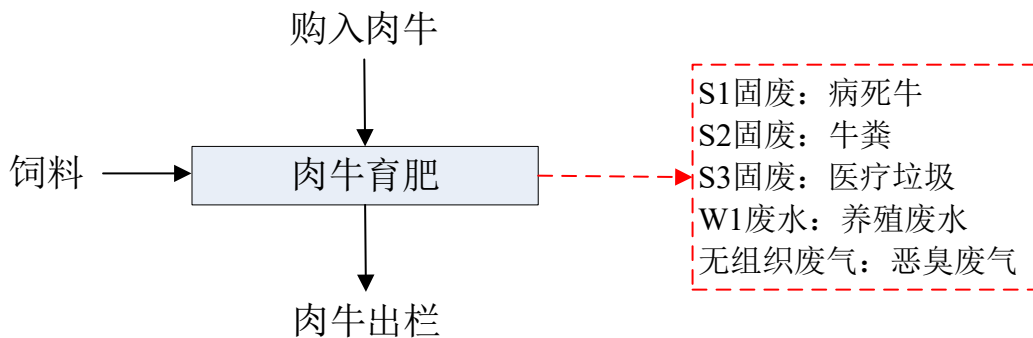 购入肉牛
饲料
肉牛育肥
肉牛出栏
S1固废：病死牛
S2固废：牛粪
S3固废：医疗垃圾
W1废水：养殖废水
无组织废气：恶臭废气